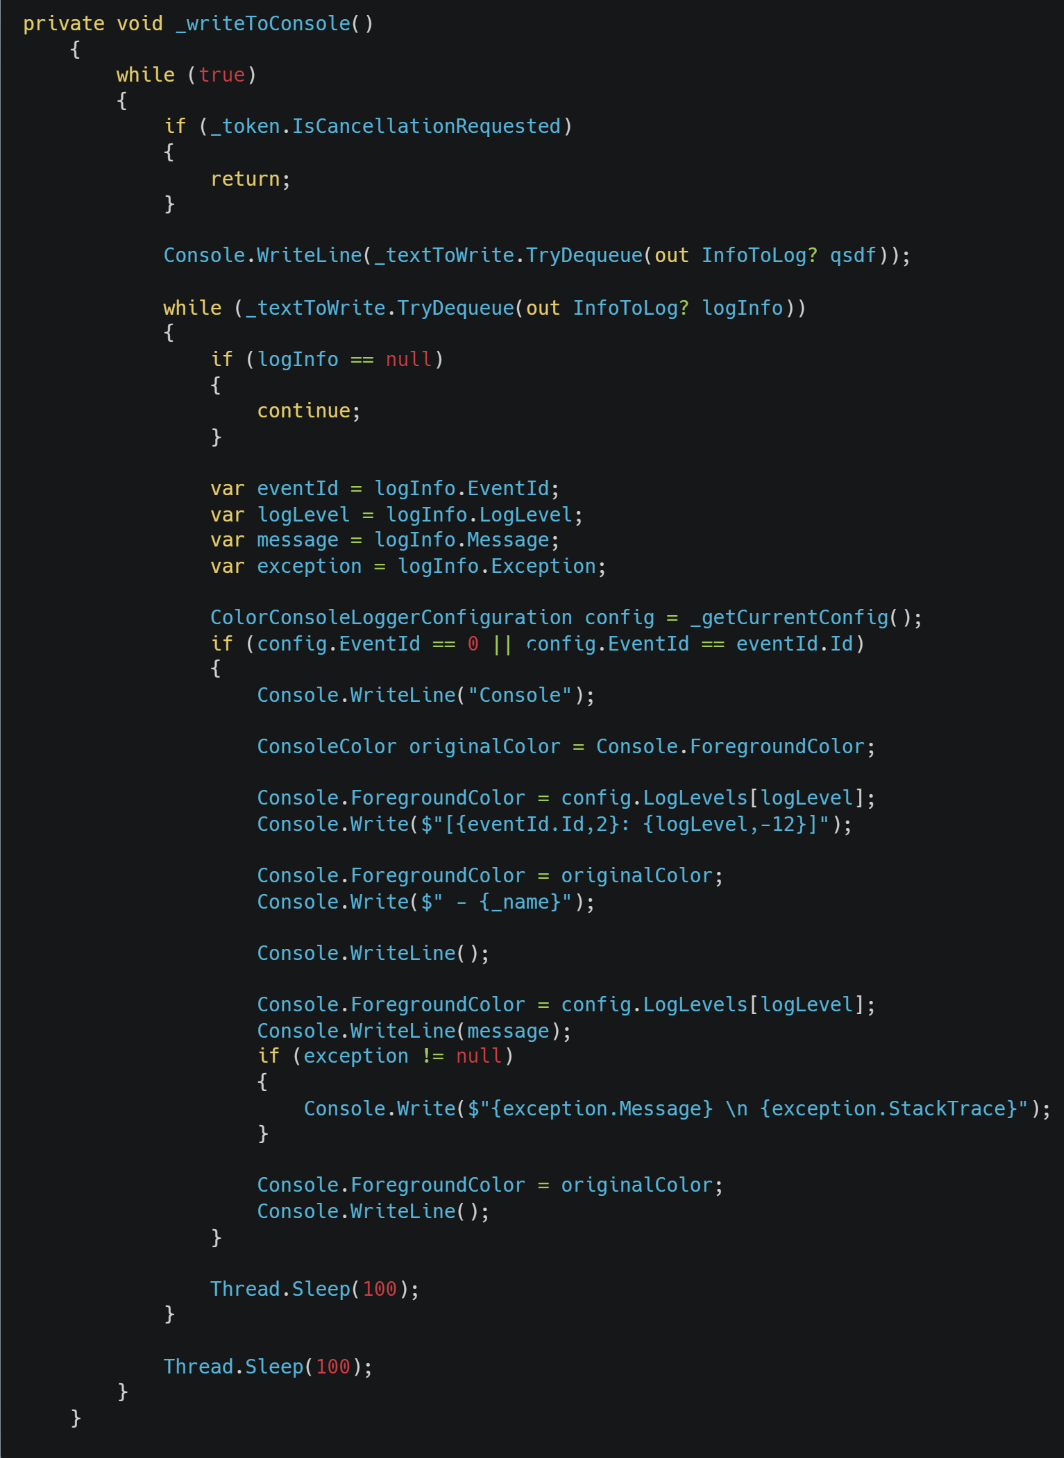 private void _writeToConsole()
{
while (true)
{
if (_token.IsCancellationRequested)
{
return;
}
Console.WriteLine(_textToWrite.TryDequeue(out InfoToLog? qsdf));
while (_textToWrite.TryDequeue(out InfoToLog? logInfo))
{
if (logInfo == null)
{
continue;
}
var eventId = logInfo.EventId;
var logLevel = logInfo.LogLevel;
var message = logInfo.Message;
var exception = logInfo.Exception;
ColorConsoleLoggerConfiguration config = _getCurrentConfig();
if (config.EventId == 0 || config.EventId == eventId.Id)
{
Console.WriteLine("Console");
ConsoleColor originalColor = Console.ForegroundColor;
Console.ForegroundColor = config.LogLevels[logLevel];
Console.Write($"[{eventId.Id,2}: {logLevel,-12}]");
Console.ForegroundColor = originalColor;
Console.Write($" - {_name}");
Console.WriteLine();
Console.ForegroundColor = config.LogLevels[logLevel];
Console.WriteLine(message);
if (exception != null)
{
Console.Write($"{exception.Message} \n {exception.StackTrace}");
}
Console.ForegroundColor = originalColor;
Console.WriteLine();
}
Thread.Sleep(100);
}
Thread.Sleep(100);
}
}